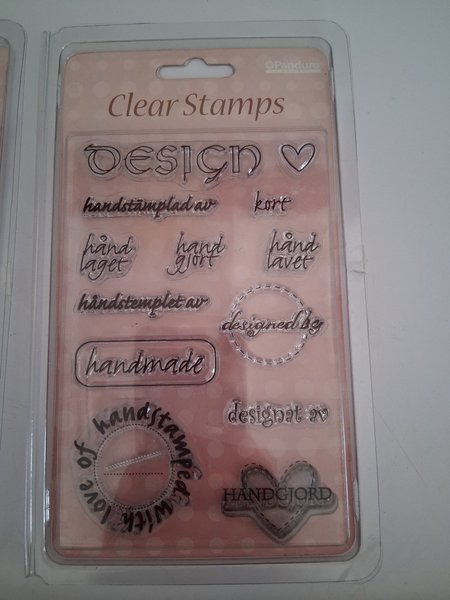 Panduro
Clear Stamps
DESIGN
handstämplad av
kort
hånd
laget
hand
gjort
hånd
lavet
håndstemplet av
designed by
handmade
designat av
handstamped with love of
HANDGJORD